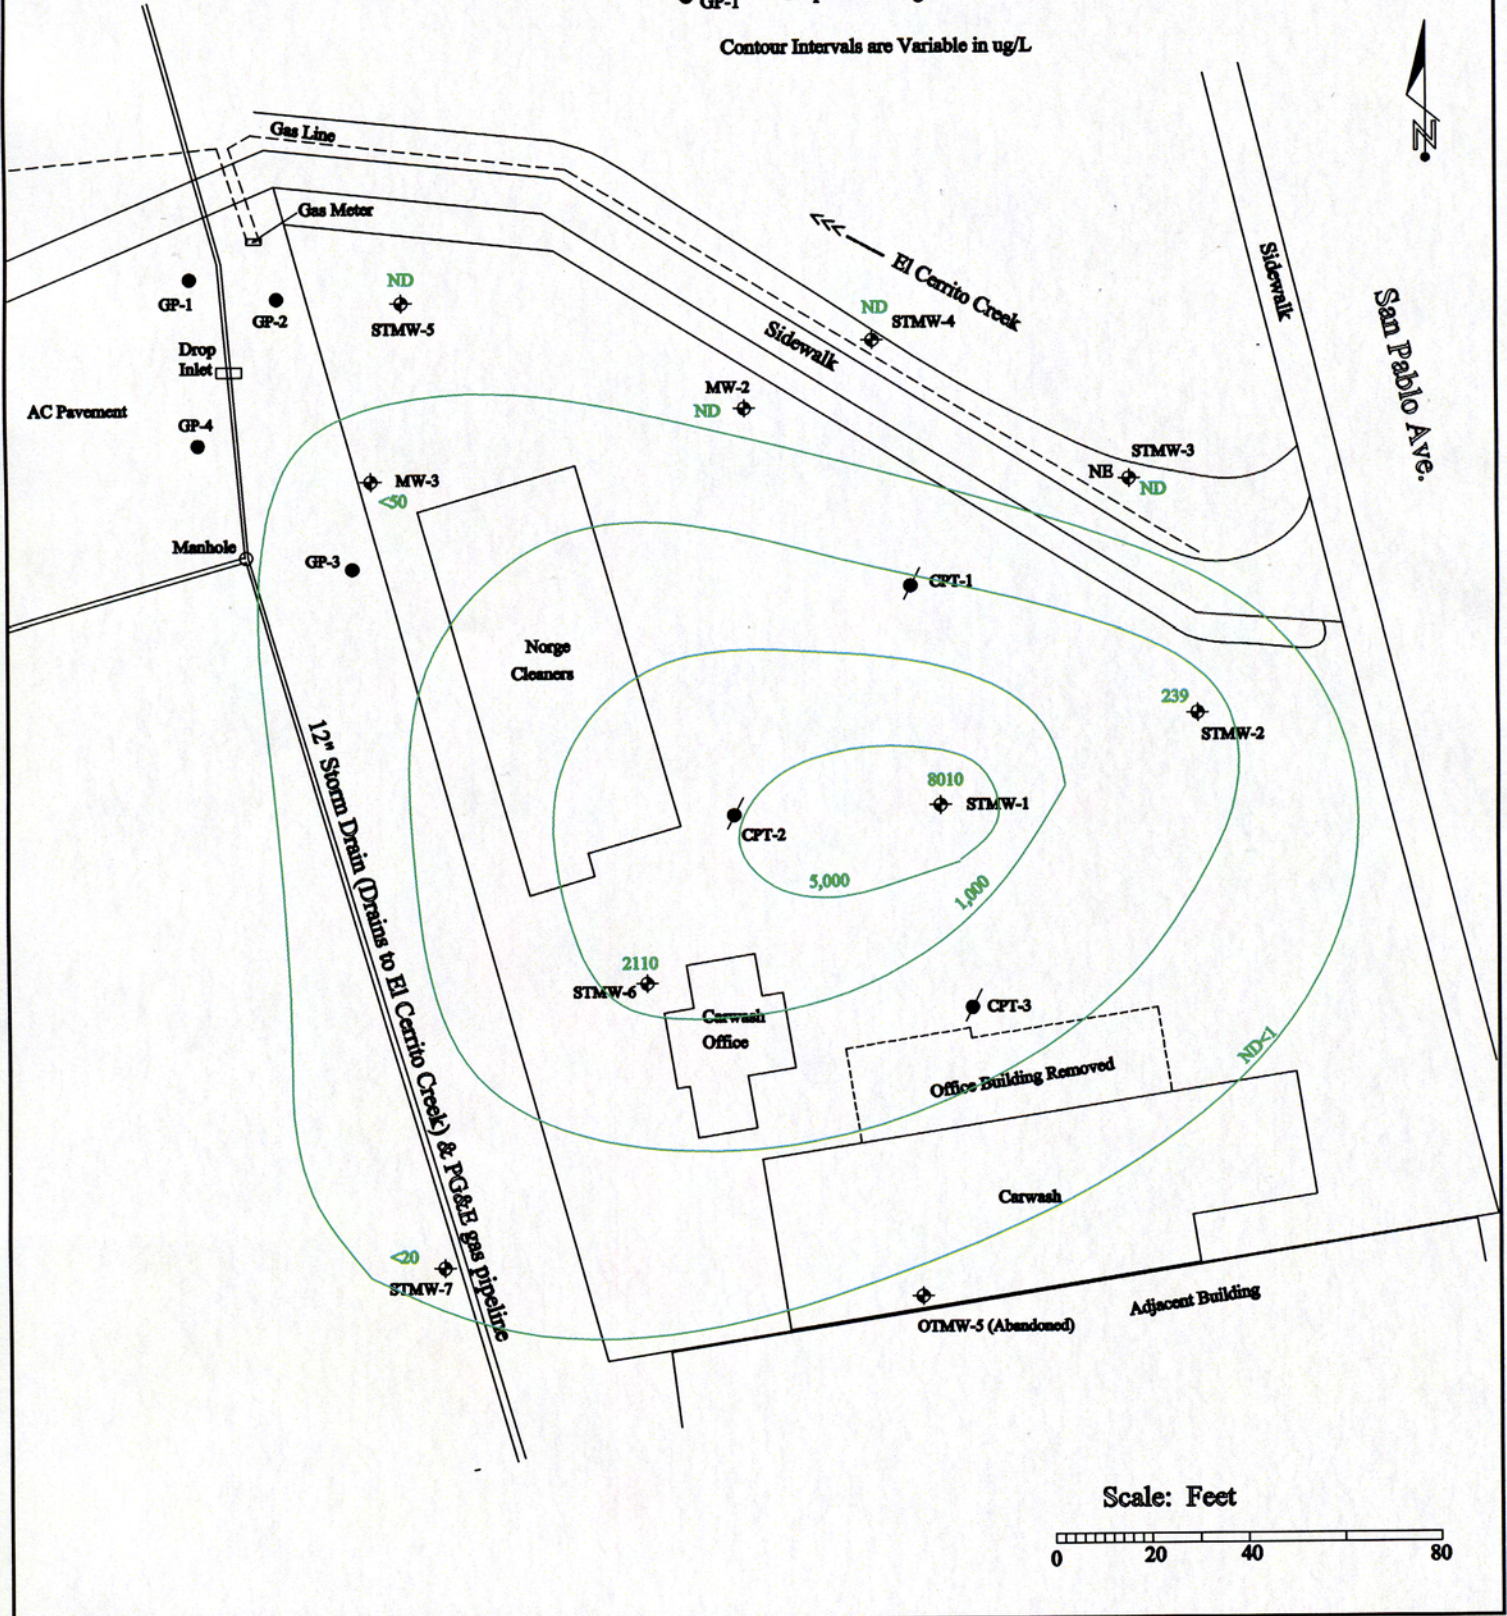 GP-1
Contour Intervals are Variable in ug/L
N
Gas Line
Gas Meter
El Cerrito Creek
Sidewalk
San Pablo Ave.
GP-1
GP-2
ND
STMW-5
ND
STMW-4
Sidewalk
Drop
Inlet
MW-2
ND
AC Pavement
GP-4
STMW-3
NE
ND
MW-3
<50
Manhole
GP-3
CPT-1
Norge
Cleaners
239
STMW-2
8010
STMW-1
CPT-2
5,000
1,000
12" Storm Drain (Drains to El Cerrito Creek) & PG&E gas pipeline
2110
STMW-6
Carwash
Office
CPT-3
Office Building Removed
ND<1
Carwash
<20
STMW-7
OTMW-5 (Abandoned)
Adjacent Building
Scale: Feet
0 20 40 80